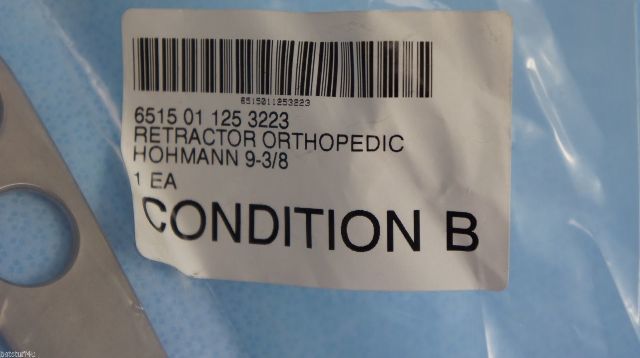 6515011253223
6515 01 125 3223
RETRACTOR ORTHOPEDIC
HOHMANN 9-3/8
1 EA
CONDITION B